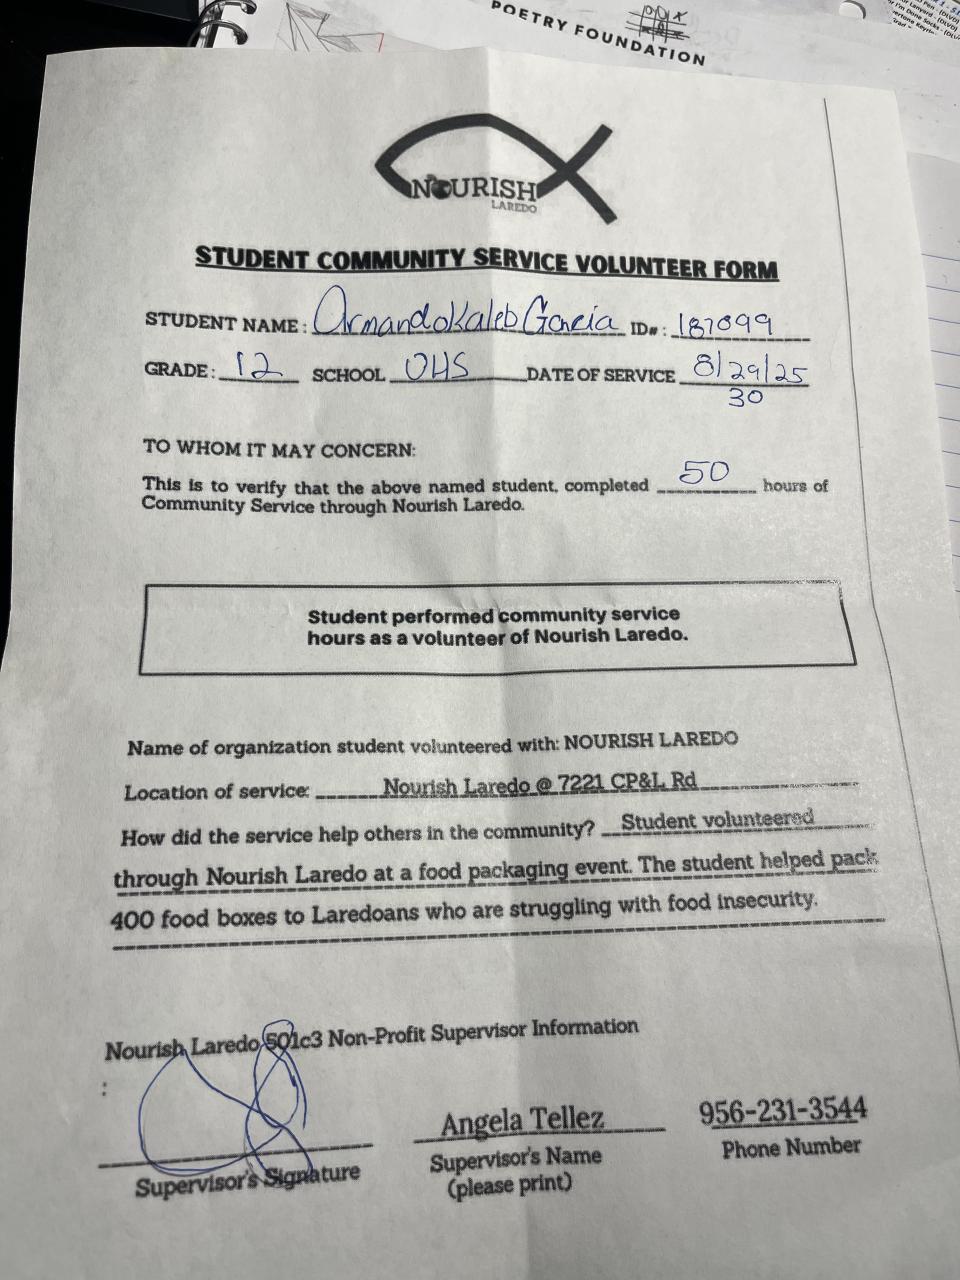 POETRY FOUNDATION
NOURISH
LAREDO
STUDENT COMMUNITY SERVICE VOLUNTEER FORM
STUDENT NAME: Armando Kaleb Garcia ID#: 187099
GRADE: 12 SCHOOL UHS DATE OF SERVICE 8/29/25
30
TO WHOM IT MAY CONCERN:
This is to verify that the above named student, completed 50 hours of
Community Service through Nourish Laredo.
Student performed community service
hours as a volunteer of Nourish Laredo.
Name of organization student volunteered with: NOURISH LAREDO
Location of service: Nourish Laredo @ 7221 CP&L Rd
How did the service help others in the community? Student volunteered
through Nourish Laredo at a food packaging event. The student helped pack
400 food boxes to Laredoans who are struggling with food insecurity.
Nourish Laredo 501c3 Non-Profit Supervisor Information
:
Angela Tellez 956-231-3544
Supervisor's Signature Supervisor's Name Phone Number
(please print)